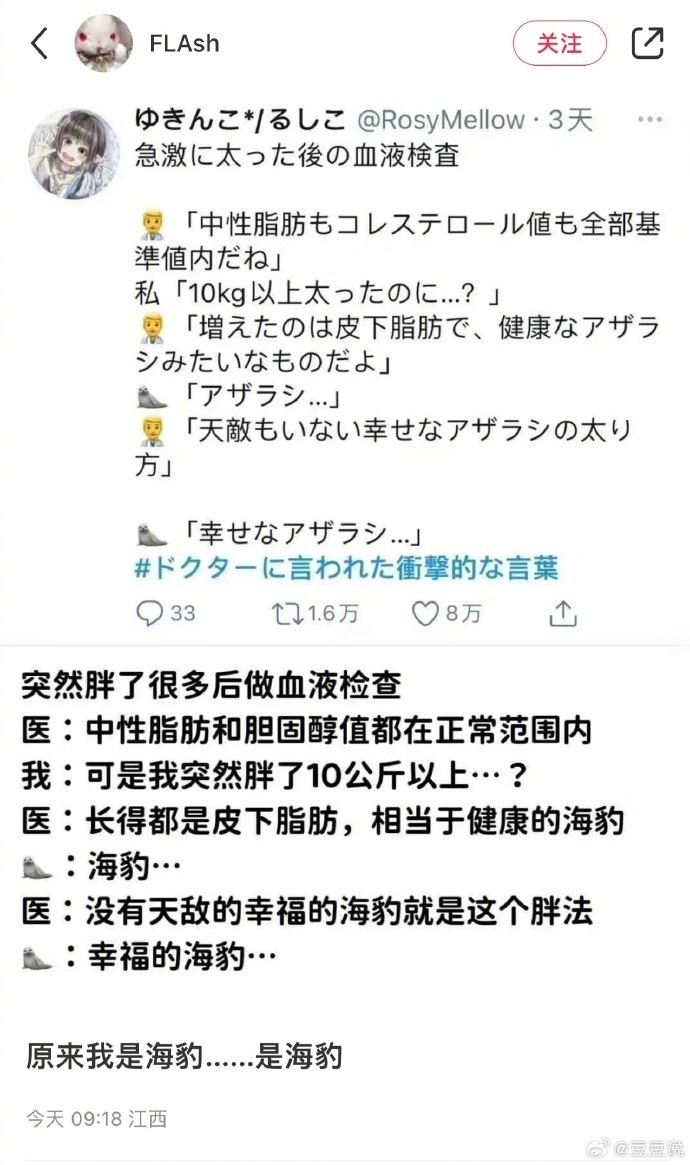 FLAsh
关注
ゆきんこ*/るしこ @RosyMellow · 3天
急激に太った後の血液検査
「中性脂肪もコレステロール値も全部基
準値内だね」
私「10kg以上太ったのに...? 」
「増えたのは皮下脂肪で、健康なアザラ
シみたいなものだよ」
「アザラシ...」
「天敵もいない幸せなアザラシの太り
方」
「幸せなアザラシ...」
#ドクターに言われた衝撃的な言葉
33 1.6万 8万
突然胖了很多后做血液检查
医：中性脂肪和胆固醇值都在正常范围内
我：可是我突然胖了10公斤以上…？
医：长得都是皮下脂肪，相当于健康的海豹
：海豹…
医：没有天敌的幸福的海豹就是这个胖法
：幸福的海豹…
原来我是海豹......是海豹
今天 09:18 江西
@豆豆说